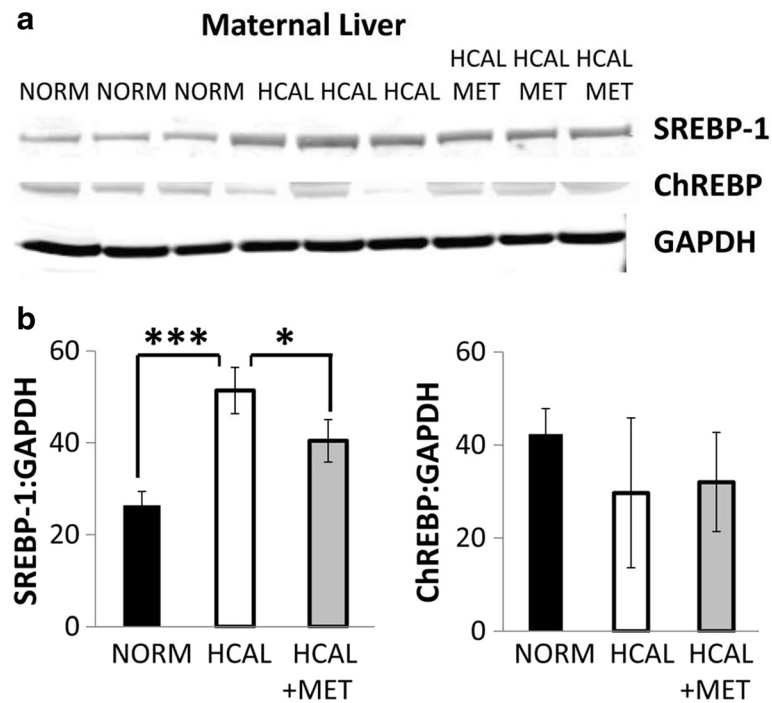 a
Maternal Liver
HCAL HCAL HCAL
NORM NORM NORM HCAL HCAL HCAL MET MET MET
SREBP-1
ChREBP
GAPDH
b
*** *
60
40
20
0
SREBP-1:GAPDH
NORM HCAL HCAL
+MET
60
40
20
0
ChREBP:GAPDH
NORM HCAL HCAL
+MET